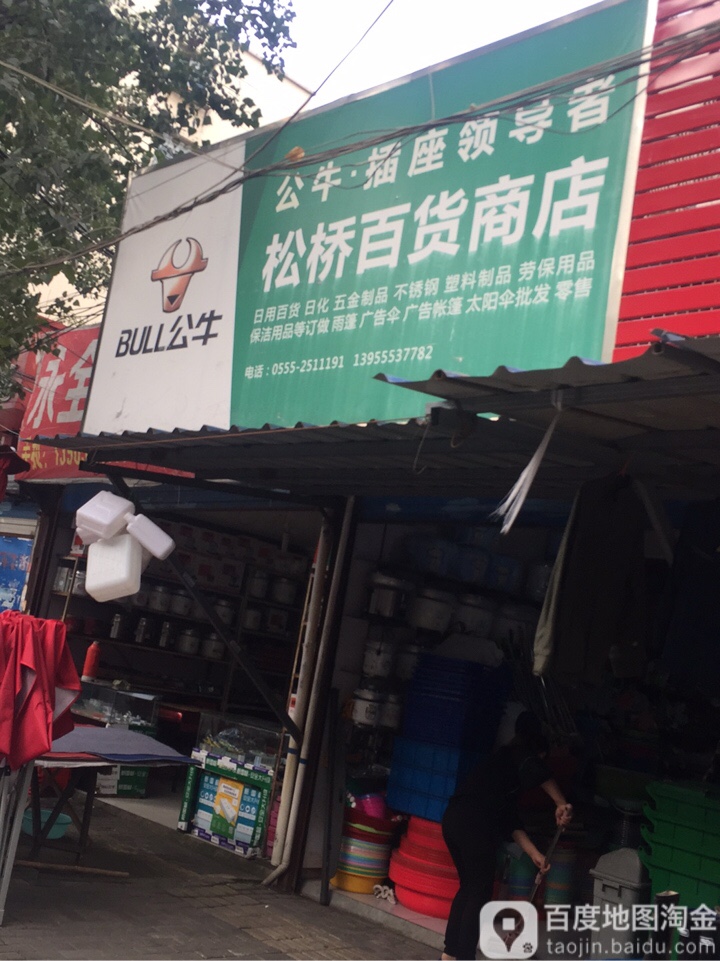 公牛·插座领导者
松桥百货商店
日用百货 日化 五金制品 不锈钢 塑料制品 劳保用品
保洁用品等订做 雨篷 广告伞 广告帐篷 太阳伞批发 零售
电话：0555-2511191 13955537782
BULL公牛
百度地图淘金
taojin.baidu.com